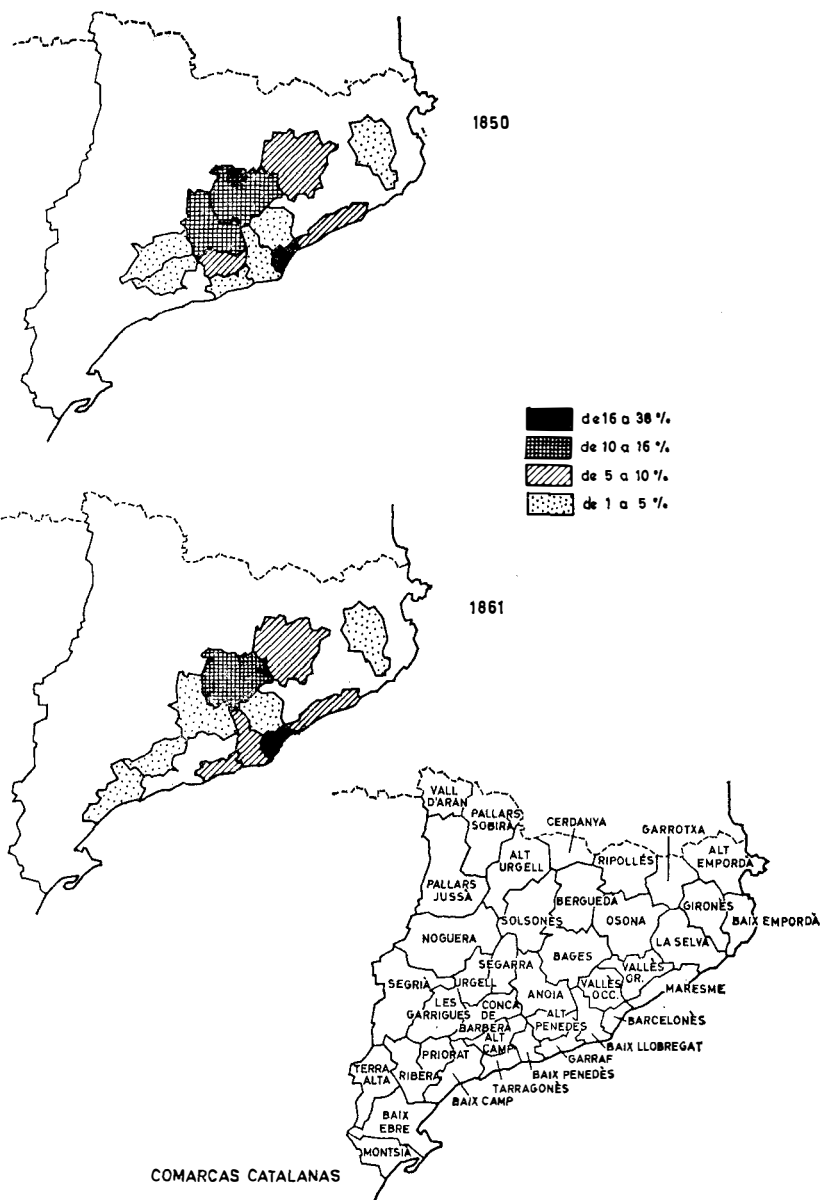 1850
de 16 a 38 %
de 10 a 16 %
de 5 a 10 %
de 1 a 5 %
1861
VALL
D'ARAN
PALLARS
SOBIRA
CERDANYA
GARROTXA
ALT
URGELL
RIPOLLÉS
ALT
EMPORDÀ
PALLARS
JUSSÀ
BERGUEDÀ
GIRONÈS
SOLSONÈS
OSONA
BAIX EMPORDÀ
NOGUERA
LA SELVA
BAGES
SEGARRA
VALLÈS
OR.
SEGRIÀ
URGELL
VALLÈS
OCC.
MARESME
ANOIA
LES
GARRIGUES
CONCA
DE
BARBERÀ
ALT
PENEDES
BARCELONÈS
ALT
CAMP
BAIX LLOBREGAT
PRIORAT
GARRAF
TERRA
ALTA
RIBERA
BAIX PENEDÈS
TARRAGONÈS
BAIX CAMP
BAIX
EBRE
MONTSIÀ
COMARCAS CATALANAS